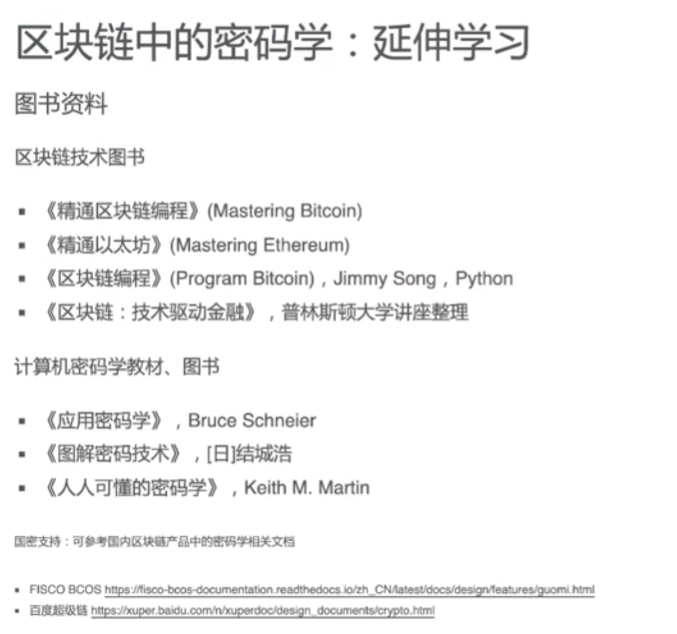 区块链中的密码学：延伸学习
图书资料
区块链技术图书
▪ 《精通区块链编程》(Mastering Bitcoin)
▪ 《精通以太坊》(Mastering Ethereum)
▪ 《区块链编程》(Program Bitcoin)，Jimmy Song，Python
▪ 《区块链：技术驱动金融》，普林斯顿大学讲座整理
计算机密码学教材、图书
▪ 《应用密码学》，Bruce Schneier
▪ 《图解密码技术》，[日]结城浩
▪ 《人人可懂的密码学》，Keith M. Martin
国密支持：可参考国内区块链产品中的密码学相关文档
▪ FISCO BCOS https://fisco-bcos-documentation.readthedocs.io/zh_CN/latest/docs/design/features/guomi.html
▪ 百度超级链 https://xuper.baidu.com/n/xuperdoc/design_documents/crypto.html